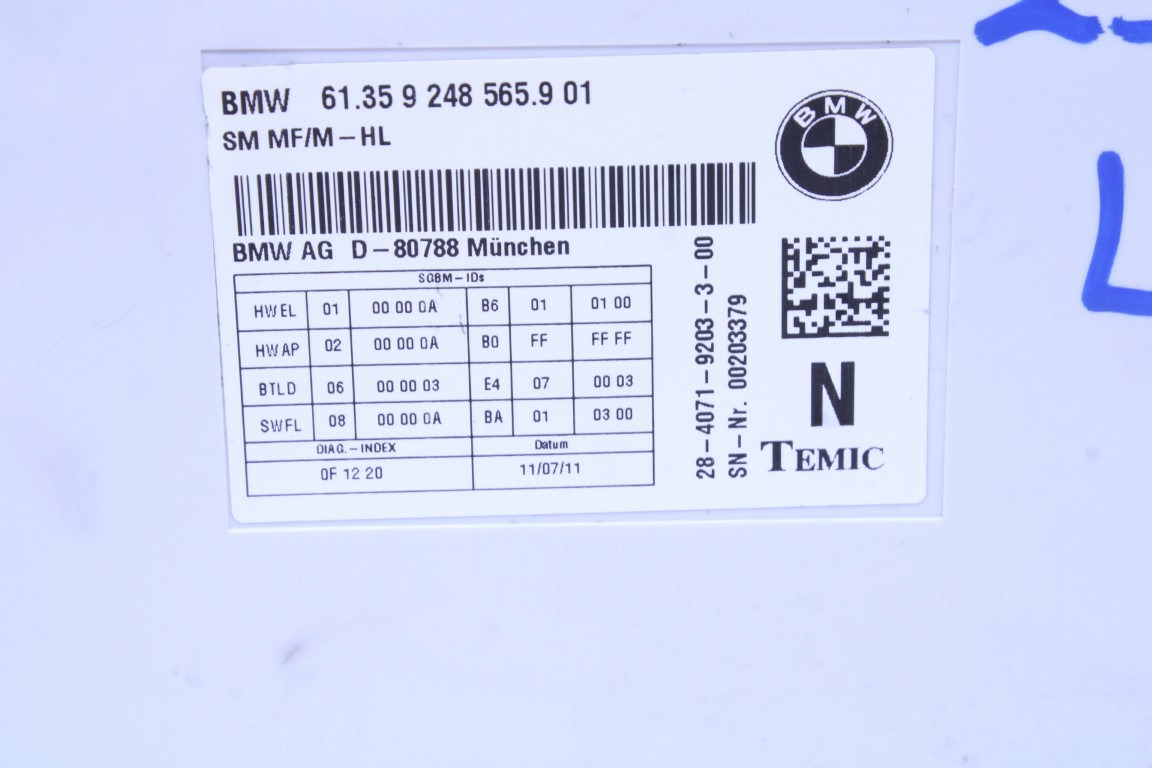 BMW 61.35 9 248 565.9 01
SM MF/M-HL
BMW
BMW AG D-80788 München
SGBM-IDs
HWEL 01 00 00 0A B6 01 01 00
HWAP 02 00 00 0A B0 FF FF FF
BTLD 06 00 00 03 E4 07 00 03
SWFL 08 00 00 0A BA 01 03 00
DIAG.-INDEX Datum
0F 12 20 11/07/11
28-4071-9203-3-00
SN-Nr. 00203379
N
TEMIC
L